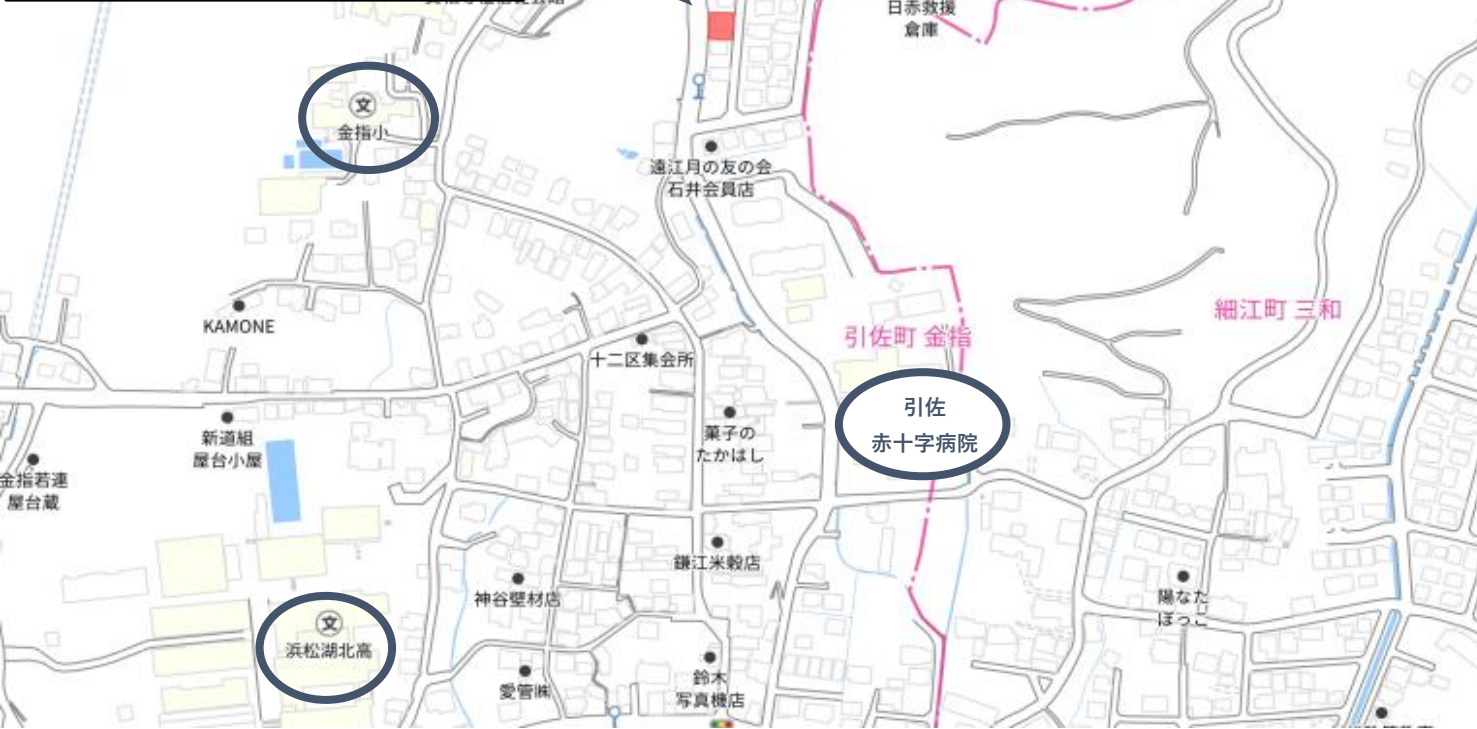 日赤救援
倉庫
文
金指小
遠江月の友の会
石井会員店
KAMONE
細江町 三和
引佐町 金指
十二区集会所
引佐
赤十字病院
菓子の
たかはし
新道組
屋台小屋
金指若連
屋台蔵
鎌江米穀店
神谷壁材店
陽なた
ぼっこ
文
浜松湖北高
愛管㈱
鈴木
写真機店